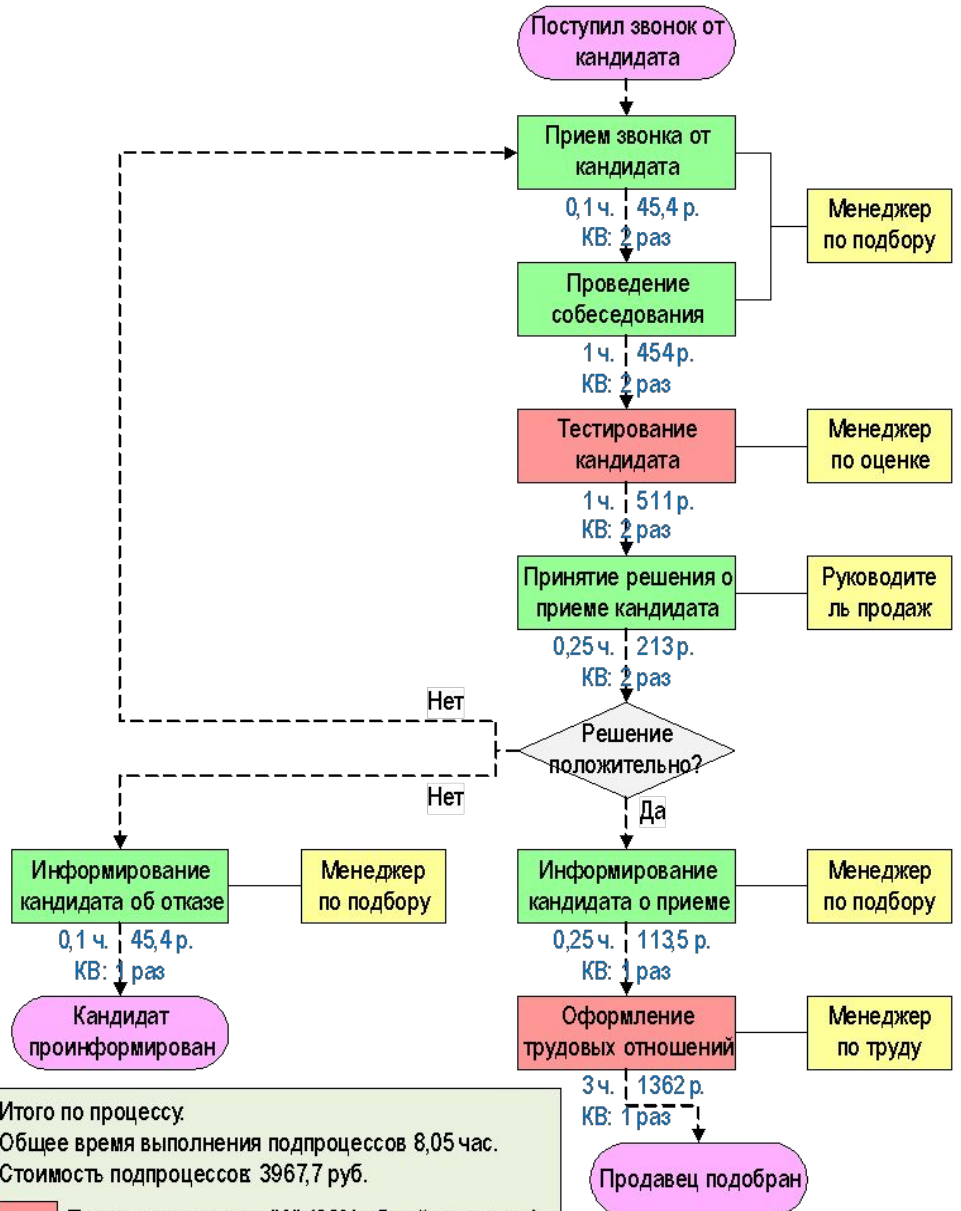 Поступил звонок от
кандидата
Прием звонка от
кандидата
0,1 ч. 45,4 р.
КВ: 2 раз
Менеджер
по подбору
Проведение
собеседования
1 ч. 454 р.
КВ: 2 раз
Тестирование
кандидата
Менеджер
по оценке
1 ч. 511 р.
КВ: 2 раз
Принятие решения о
приеме кандидата
Руководите
ль продаж
0,25 ч. 213 р.
КВ: 2 раз
Нет
Решение
положительно?
Нет
Да
Информирование
кандидата об отказе
Менеджер
по подбору
0,1 ч. 45,4 р.
КВ: 1 раз
Кандидат
проинформирован
Информирование
кандидата о приеме
Менеджер
по подбору
0,25 ч. 113,5 р.
КВ: 1 раз
Оформление
трудовых отношений
Менеджер
по труду
3 ч. 1362 р.
КВ: 1 раз
Продавец подобран
Итого по процессу:
Общее время выполнения подпроцессов 8,05 час.
Стоимость подпроцессов: 3967,7 руб.